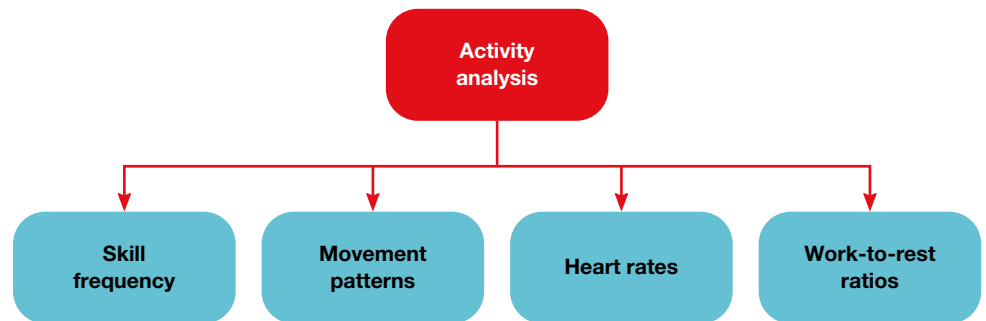 Activity
analysis
Skill
frequency
Movement
patterns
Heart rates
Work-to-rest
ratios